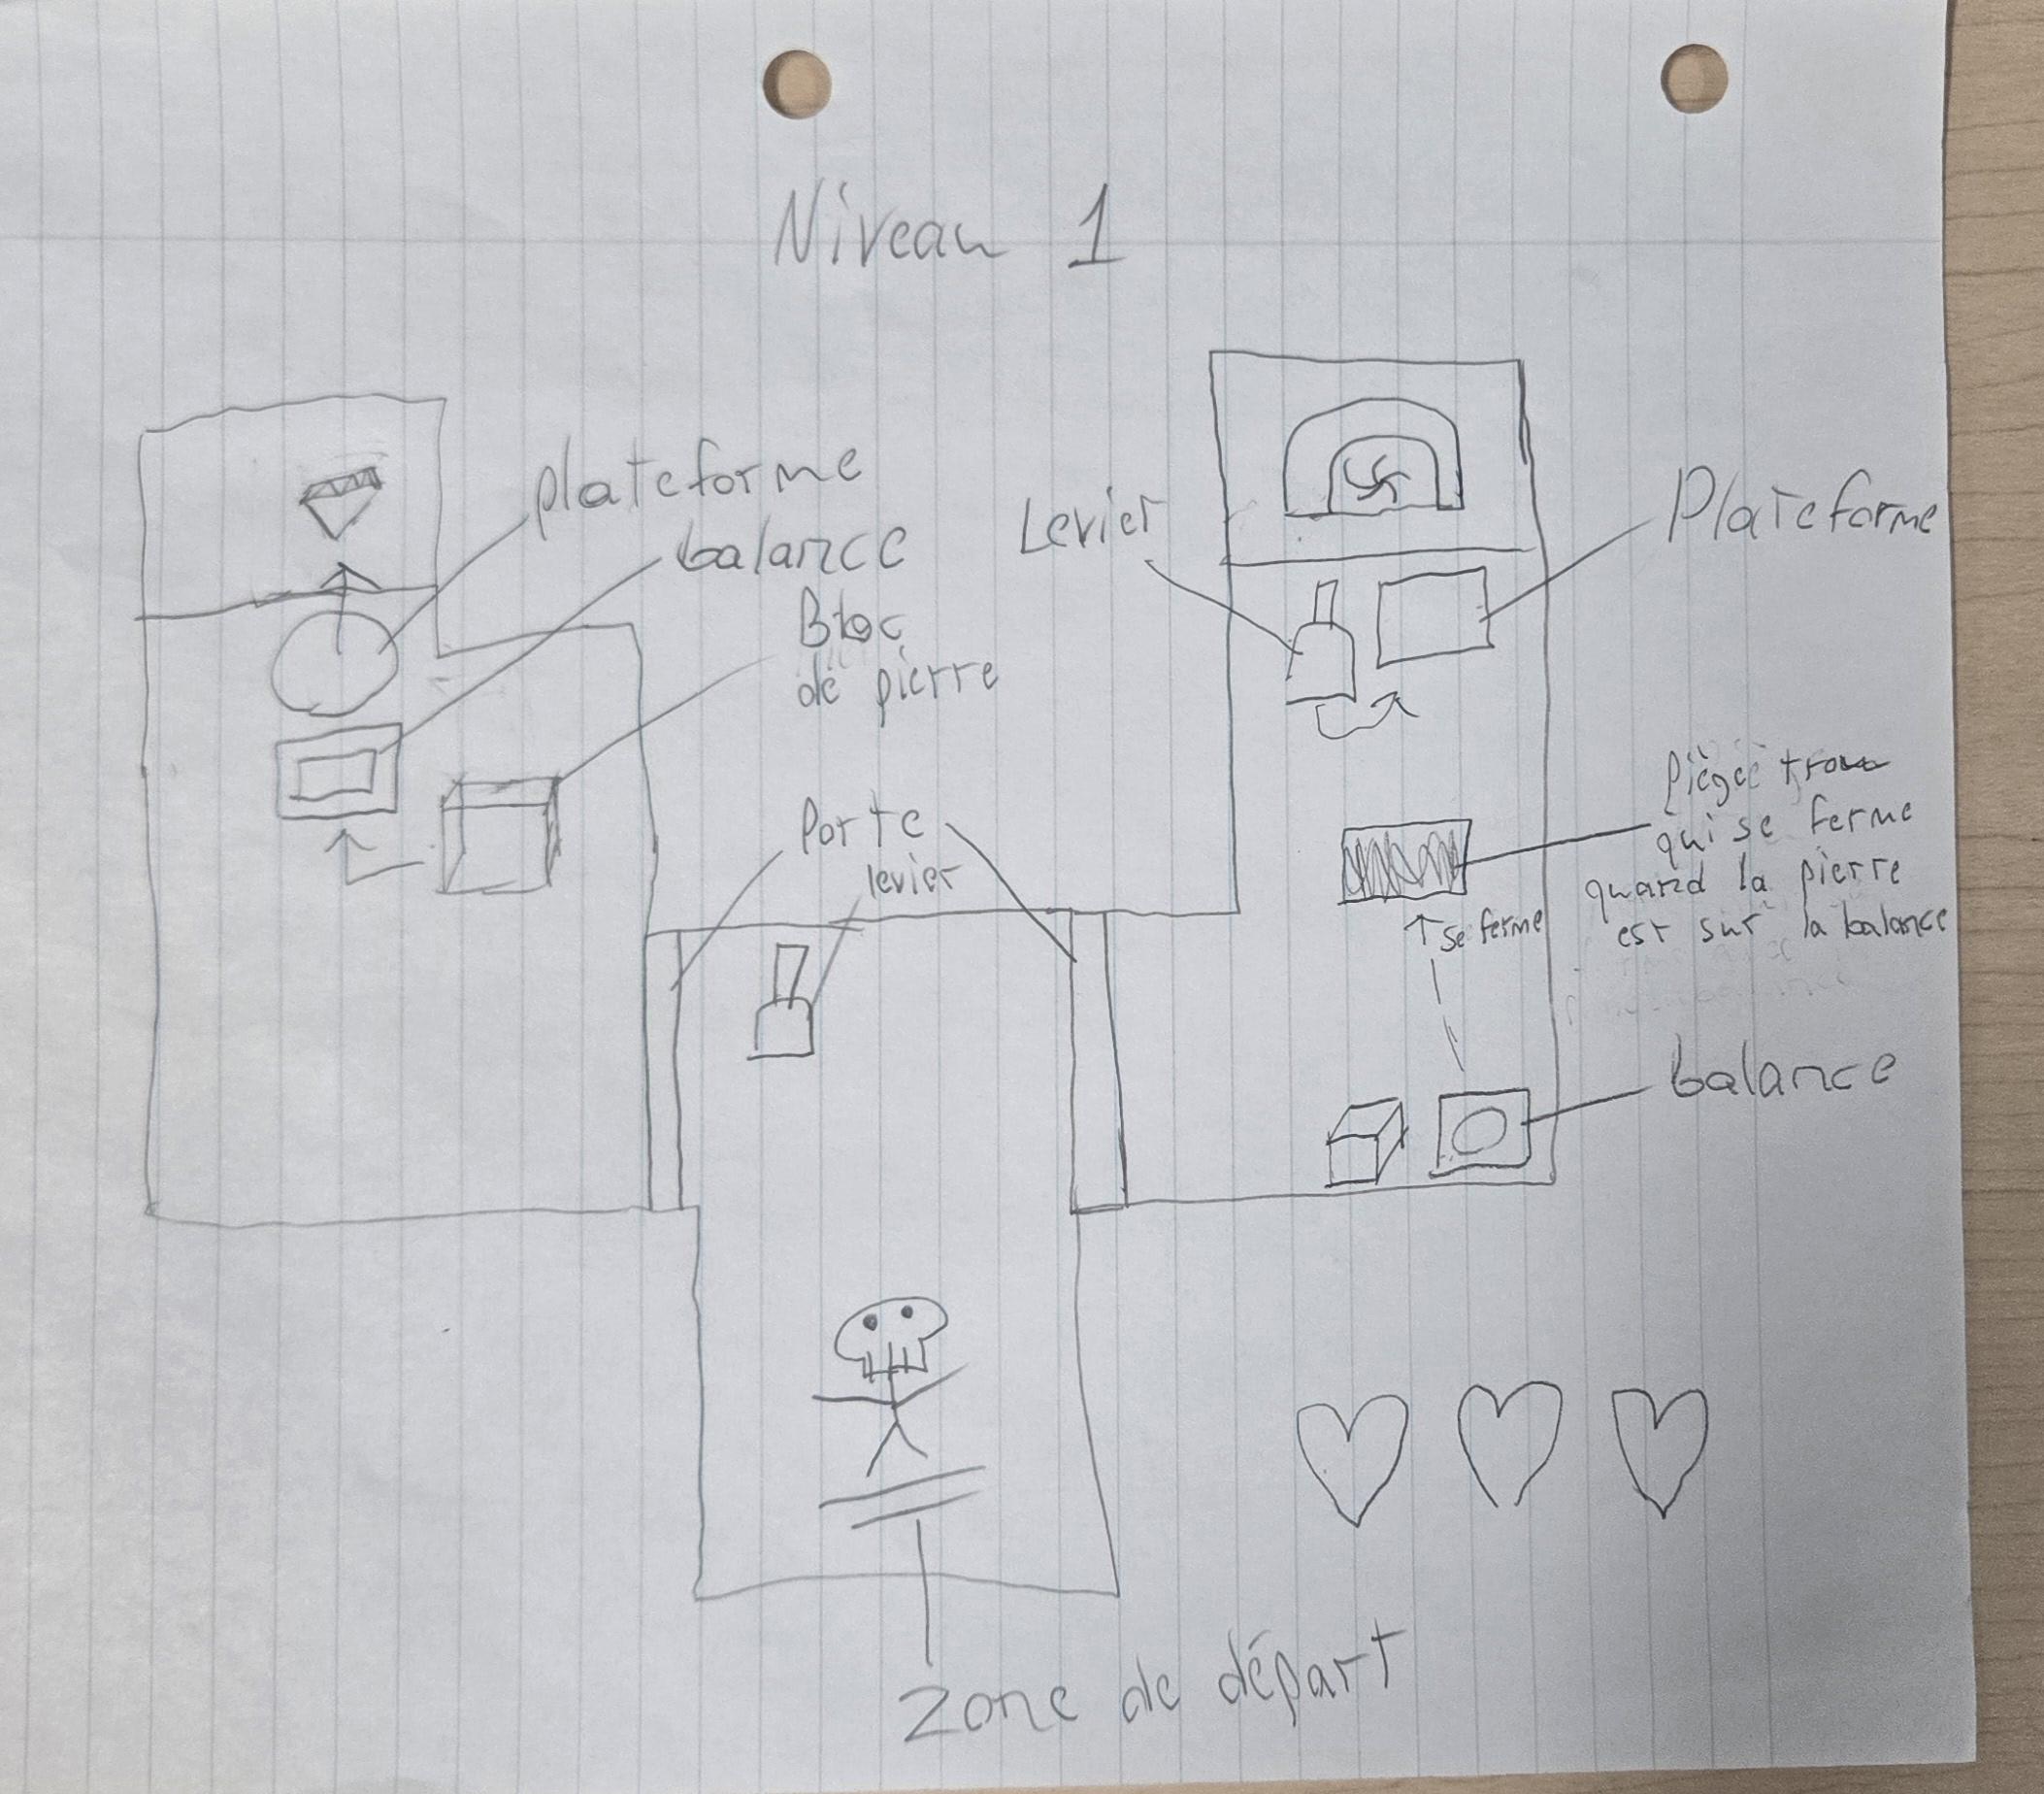 Niveau 1
plateforme
balance
Bloc
de pierre
Levier
Plateforme
Porte
levier
Piège trou
qui se ferme
quand la pierre
est sur la balance
se ferme
balance
zone de départ